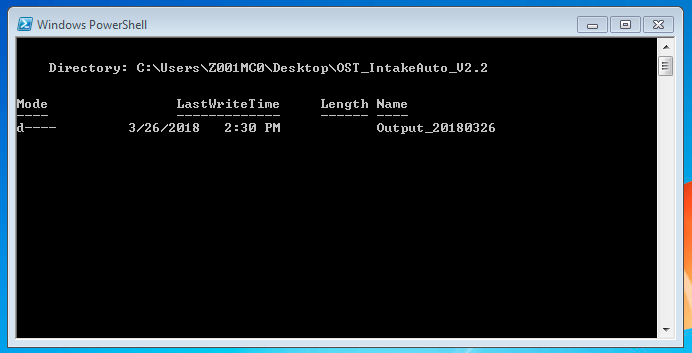 Windows PowerShell
Directory: C:\Users\Z001MC0\Desktop\OST_IntakeAuto_V2.2
Mode LastWriteTime Length Name
---- ------------- ------ ----
d---- 3/26/2018 2:30 PM Output_20180326